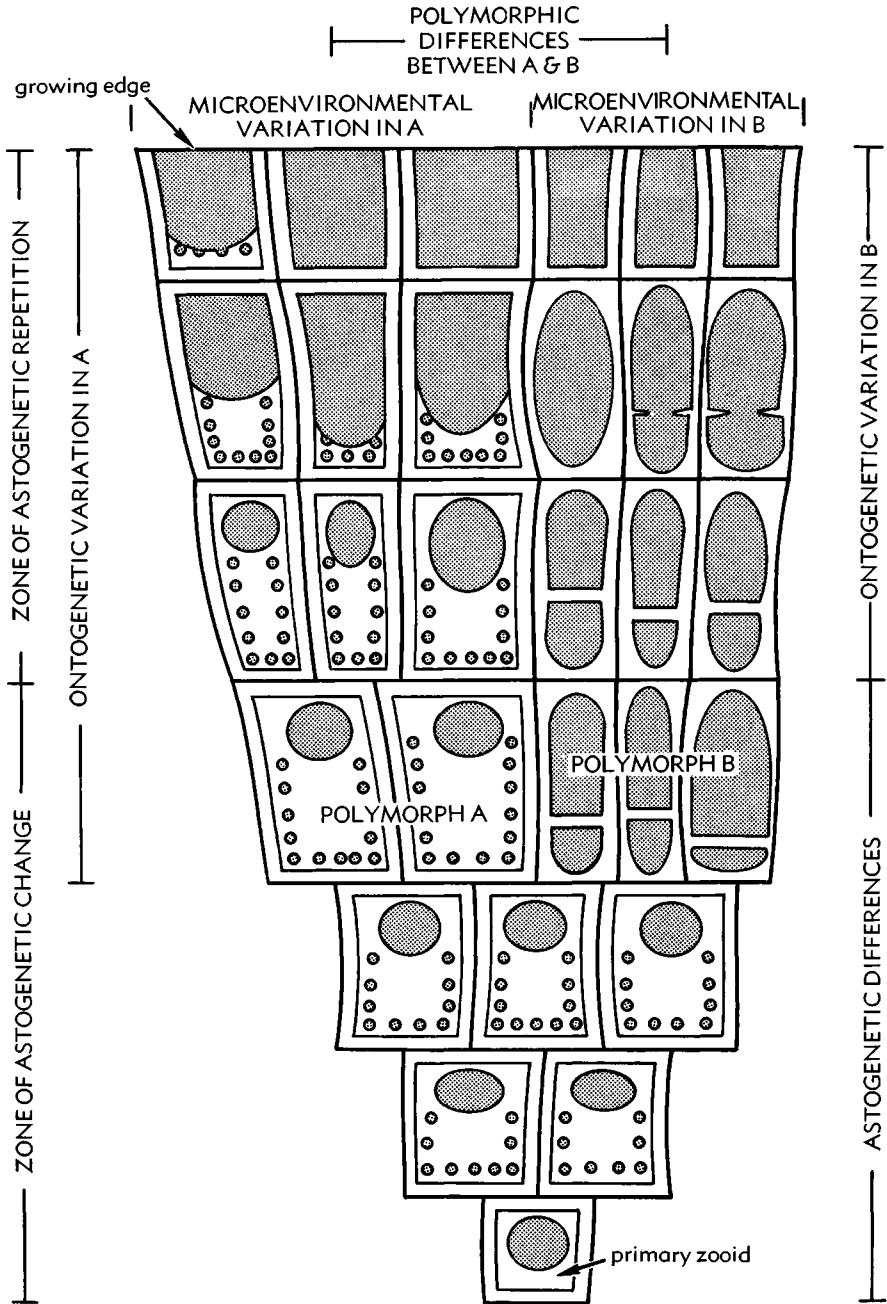 POLYMORPHIC
DIFFERENCES
BETWEEN A & B
growing edge
MICROENVIRONMENTAL
VARIATION IN A
MICROENVIRONMENTAL
VARIATION IN B
ZONE OF ASTOGENETIC REPETITION
ONTOGENETIC VARIATION IN A
ONTOGENETIC VARIATION IN B
POLYMORPH A
POLYMORPH B
ZONE OF ASTOGENETIC CHANGE
ASTOGENETIC DIFFERENCES
primary zooid